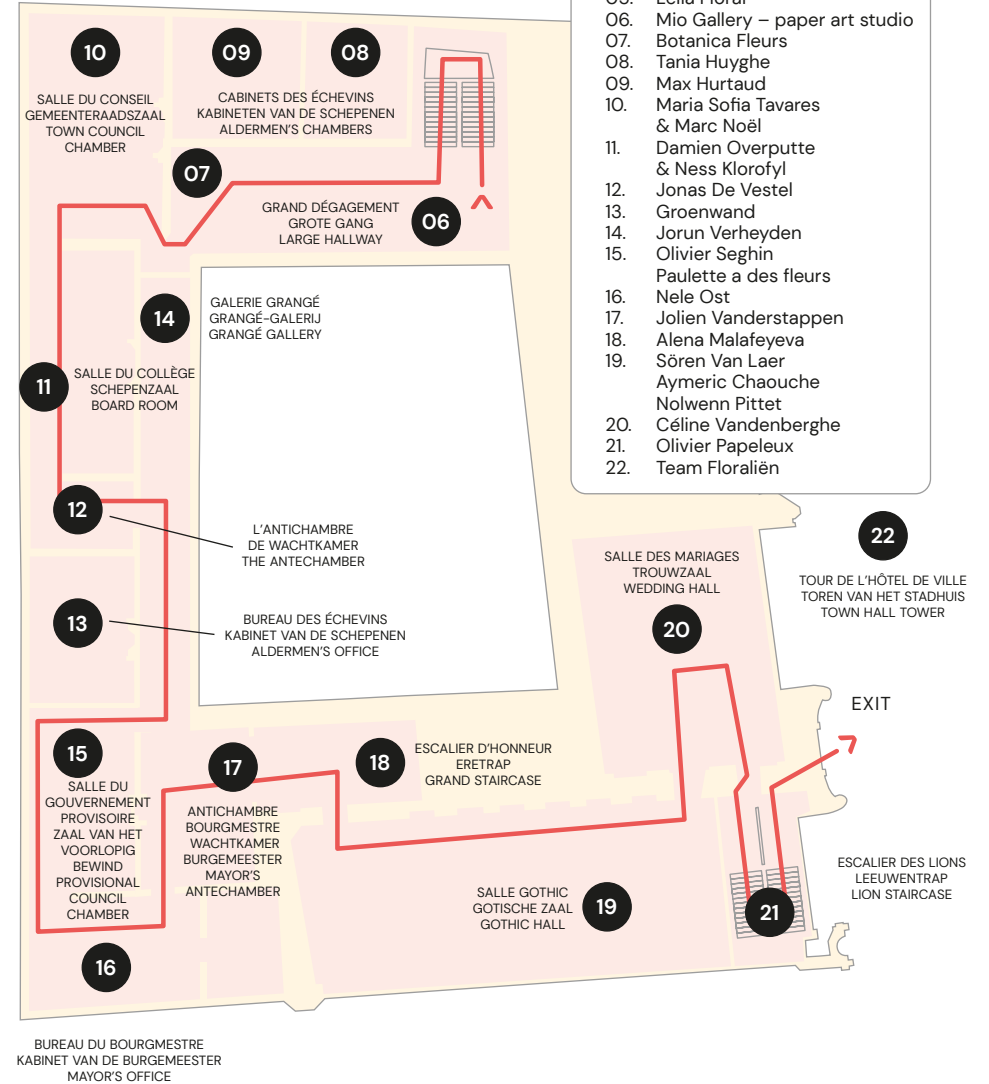 05. Leila Floral
06. Mio Gallery – paper art studio
07. Botanica Fleurs
08. Tania Huyghe
09. Max Hurtaud
10. Maria Sofia Tavares
& Marc Noël
11. Damien Overputte
& Ness Klorofyl
12. Jonas De Vestel
13. Groenwand
14. Jorun Verheyden
15. Olivier Seghin
Paulette a des fleurs
16. Nele Ost
17. Jolien Vanderstappen
18. Alena Malafeyeva
19. Sören Van Laer
Aymeric Chaouche
Nolwenn Pittet
20. Céline Vandenberghe
21. Olivier Papeleux
22. Team Floraliën
10
SALLE DU CONSEIL
GEMEENTERAADSZAAL
TOWN COUNCIL
CHAMBER
09
08
CABINETS DES ÉCHEVINS
KABINETEN VAN DE SCHEPENEN
ALDERMEN'S CHAMBERS
07
GRAND DÉGAGEMENT
GROTE GANG
LARGE HALLWAY
06
14
GALERIE GRANGÉ
GRANGÉ-GALERIJ
GRANGÉ GALLERY
11
SALLE DU COLLÈGE
SCHEPENZAAL
BOARD ROOM
12
L'ANTICHAMBRE
DE WACHTKAMER
THE ANTECHAMBER
13
BUREAU DES ÉCHEVINS
KABINET VAN DE SCHEPENEN
ALDERMEN'S OFFICE
22
TOUR DE L'HÔTEL DE VILLE
TOREN VAN HET STADHUIS
TOWN HALL TOWER
SALLE DES MARIAGES
TROUWZAAL
WEDDING HALL
20
EXIT
15
SALLE DU
GOUVERNEMENT
PROVISOIRE
ZAAL VAN HET
VOORLOPIG
BEWIND
PROVISIONAL
COUNCIL
CHAMBER
17
ANTICHAMBRE
BOURGMESTRE
WACHTKAMER
BURGEMEESTER
MAYOR'S
ANTECHAMBER
18
ESCALIER D'HONNEUR
ERETRAP
GRAND STAIRCASE
SALLE GOTHIC
GOTISCHE ZAAL
GOTHIC HALL
19
21
ESCALIER DES LIONS
LEEUWENTRAP
LION STAIRCASE
16
BUREAU DU BOURGMESTRE
KABINET VAN DE BURGEMEESTER
MAYOR'S OFFICE